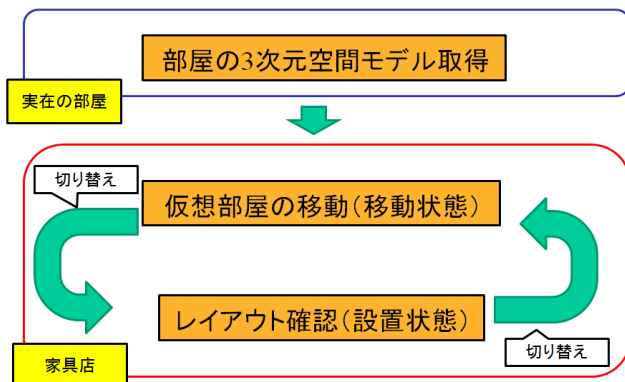 部屋の3次元空間モデル取得
実在の部屋
切り替え
仮想部屋の移動(移動状態)
レイアウト確認(設置状態)
切り替え
家具店